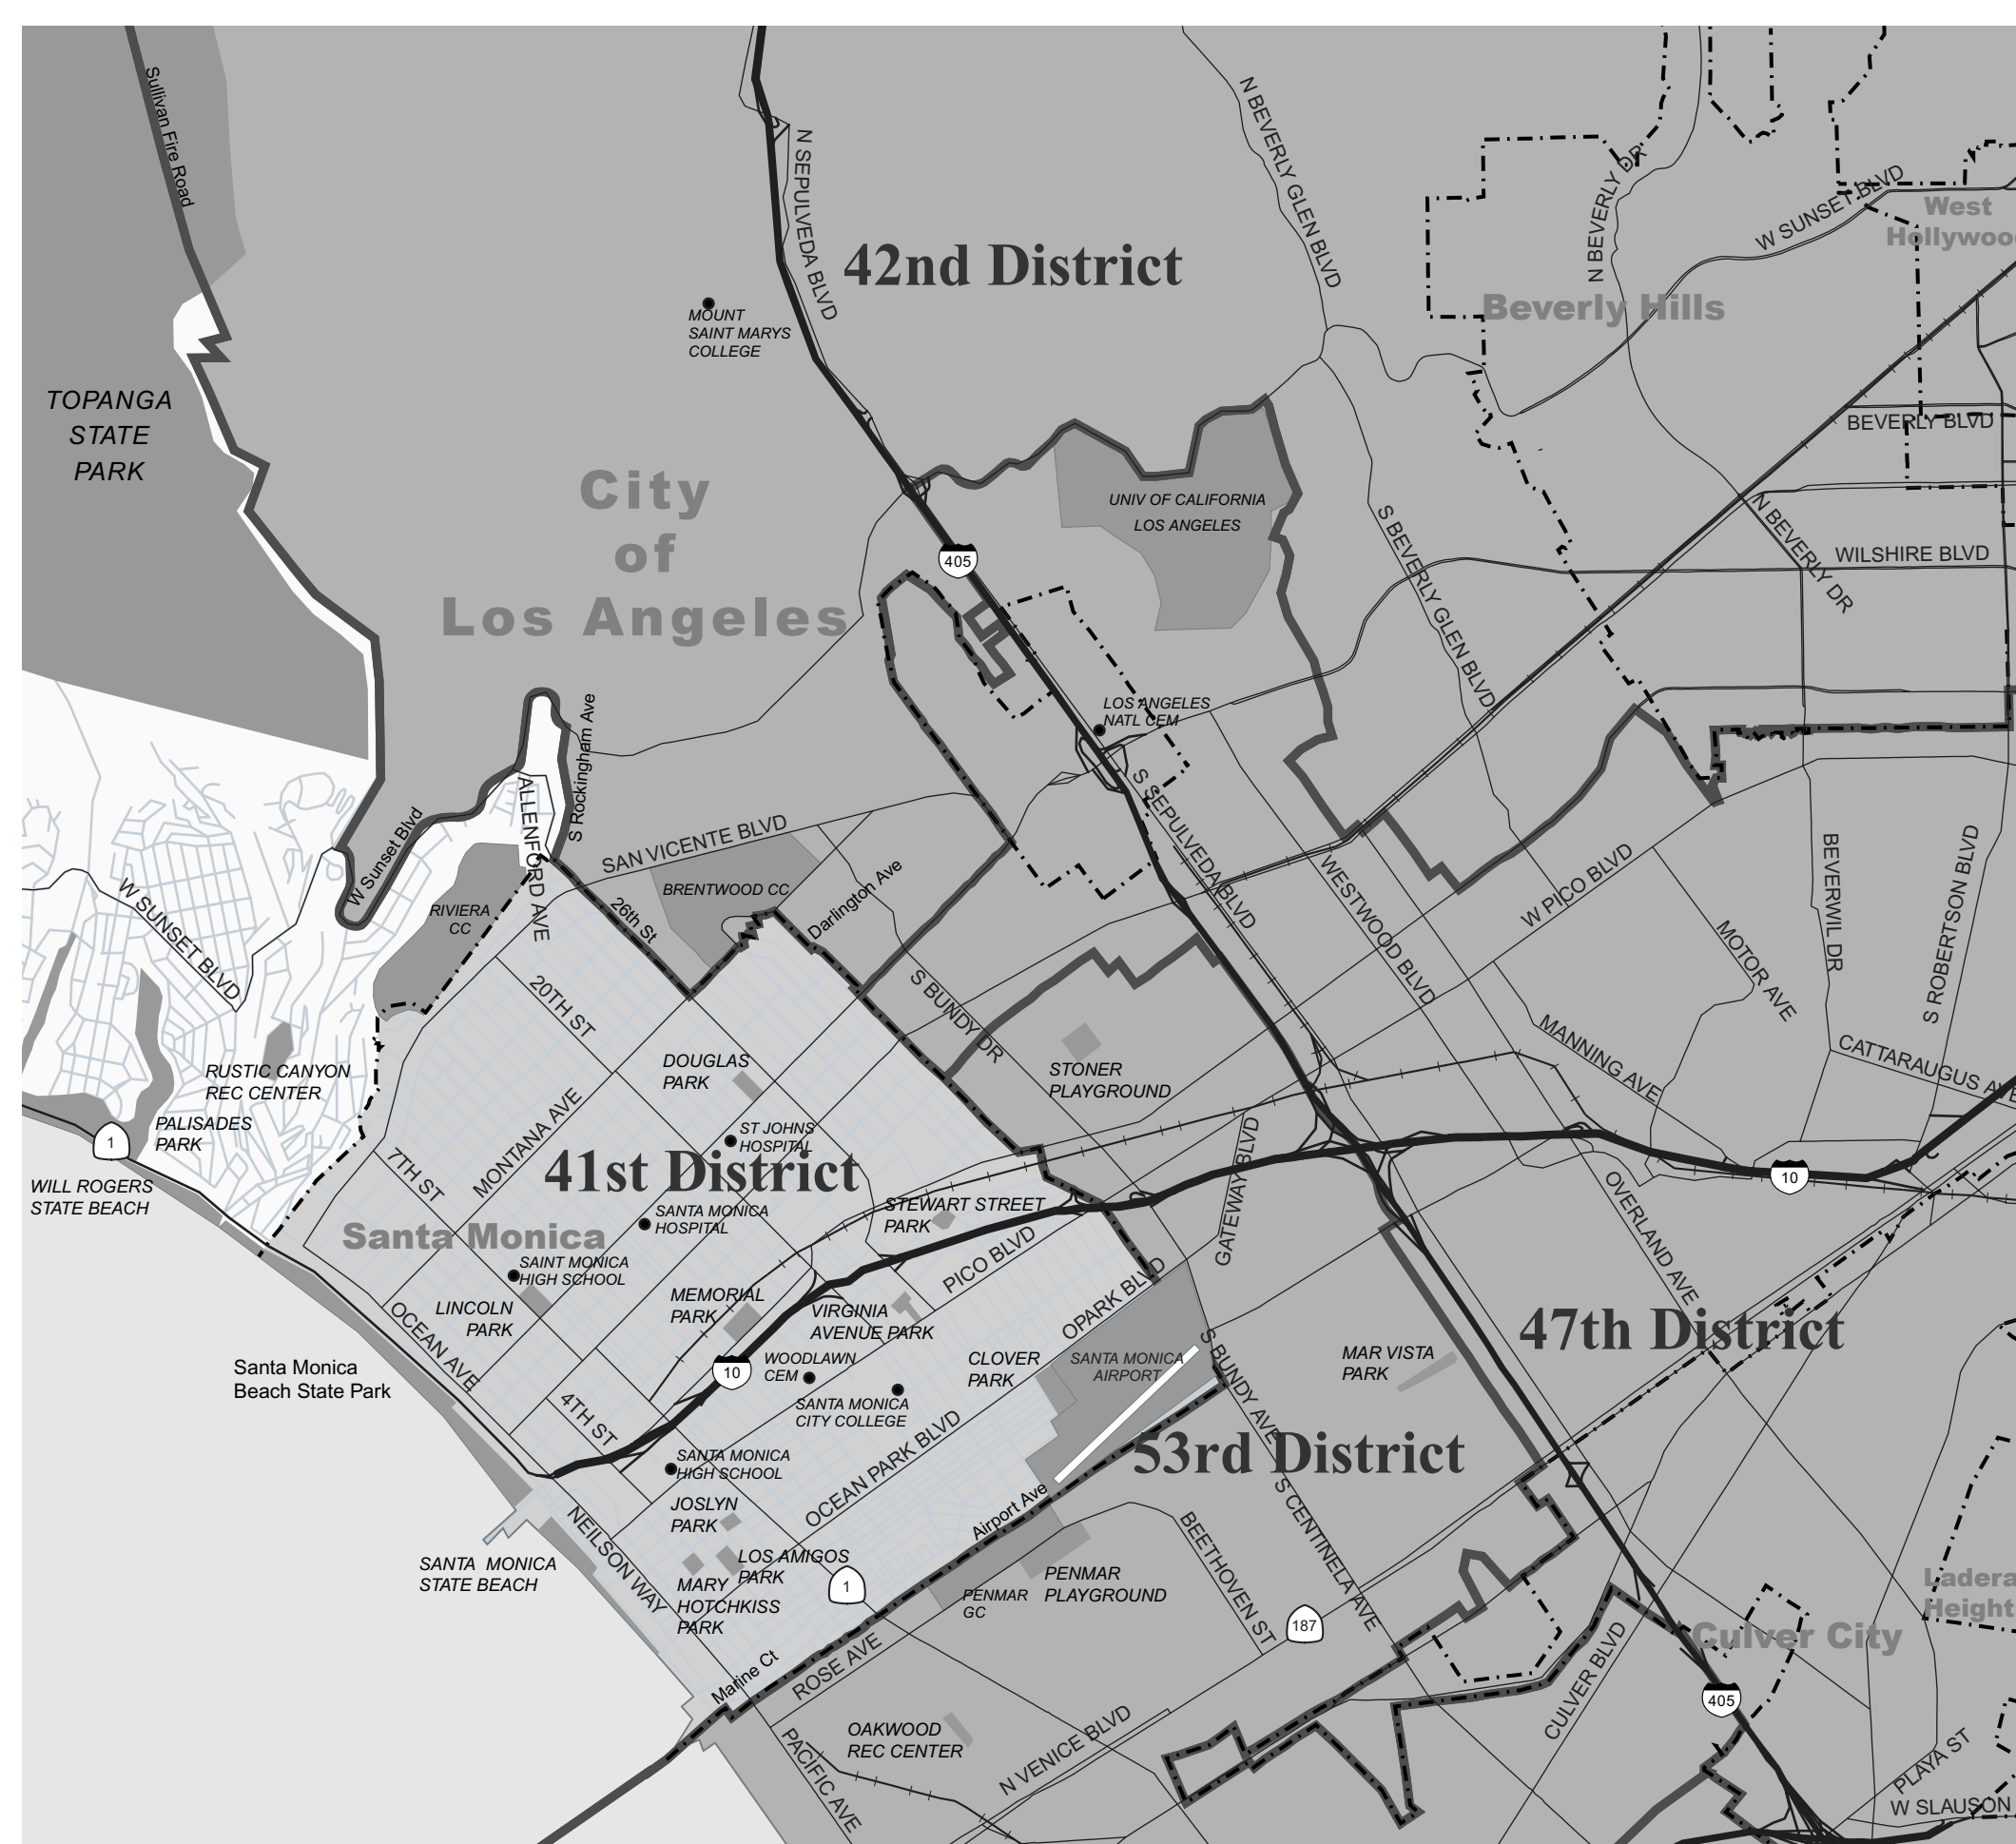 Sullivan Fire Road
N SEPULVEDA BLVD
N BEVERLY GLEN BLVD
N BEVERLY DR
W SUNSET BLVD
West
Hollywoo
42nd District
Beverly Hills
MOUNT
SAINT MARYS
COLLEGE
TOPANGA
STATE
PARK
BEVERLY BLVD
City
of
Los Angeles
UNIV OF CALIFORNIA
LOS ANGELES
S BEVERLY GLEN BLVD
N BEVERLY DR
WILSHIRE BLVD
405
LOS ANGELES
NATL CEM
S Rockingham Ave
ALLENFORD AVE
W Sunset Blvd
SAN VICENTE BLVD
S SEPULVEDA BLVD
WESTWOOD BLVD
W PICO BLVD
BEVERWIL DR
S ROBERTSON BLVD
MOTOR AVE
W SUNSET BLVD
RIVIERA
CC
BRENTWOOD CC
26th St
Darlington Ave
20TH ST
S BUNDY DR
MANNING AVE
CATTARAUGUS AVE
RUSTIC CANYON
REC CENTER
DOUGLAS
PARK
STONER
PLAYGROUND
PALISADES
PARK
1
MONTANA AVE
ST JOHNS
HOSPITAL
41st District
7TH ST
GATEWAY BLVD
10
OVERLAND AVE
WILL ROGERS
STATE BEACH
STEWART STREET
PARK
SANTA MONICA
HOSPITAL
Santa Monica
SAINT MONICA
HIGH SCHOOL
PICO BLVD
OPARK BLVD
LINCOLN
PARK
MEMORIAL
PARK
VIRGINIA
AVENUE PARK
OCEAN AVE
47th District
Santa Monica
Beach State Park
10
WOODLAWN
CEM
CLOVER
PARK
SANTA MONICA
AIRPORT
S BUNDY AVE
MAR VISTA
PARK
SANTA MONICA
CITY COLLEGE
4TH ST
53rd District
SANTA MONICA
HIGH SCHOOL
OCEAN PARK BLVD
S CENTINELA AVE
JOSLYN
PARK
Airport Ave
BEETHOVEN ST
NEILSON WAY
SANTA MONICA
STATE BEACH
LOS AMIGOS
PARK
MARY
HOTCHKISS
PARK
1
PENMAR
GC
PENMAR
PLAYGROUND
187
Ladera
Height
Culver City
CULVER BLVD
Marine Ct
ROSE AVE
405
OAKWOOD
REC CENTER
N VENICE BLVD
PACIFIC AVE
PLAYA ST
W SLAUSON